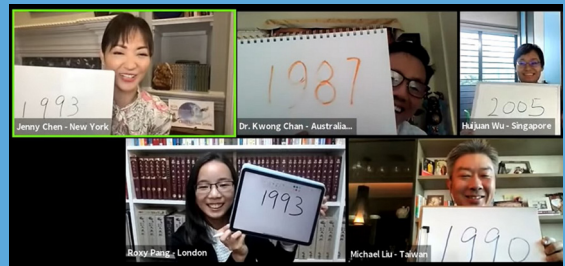 1993
Jenny Chen - New York
1987
Dr. Kwong Chan - Australia...
2005
Huijuan Wu - Singapore
1993
Roxy Pang - London
1990
Michael Liu - Taiwan